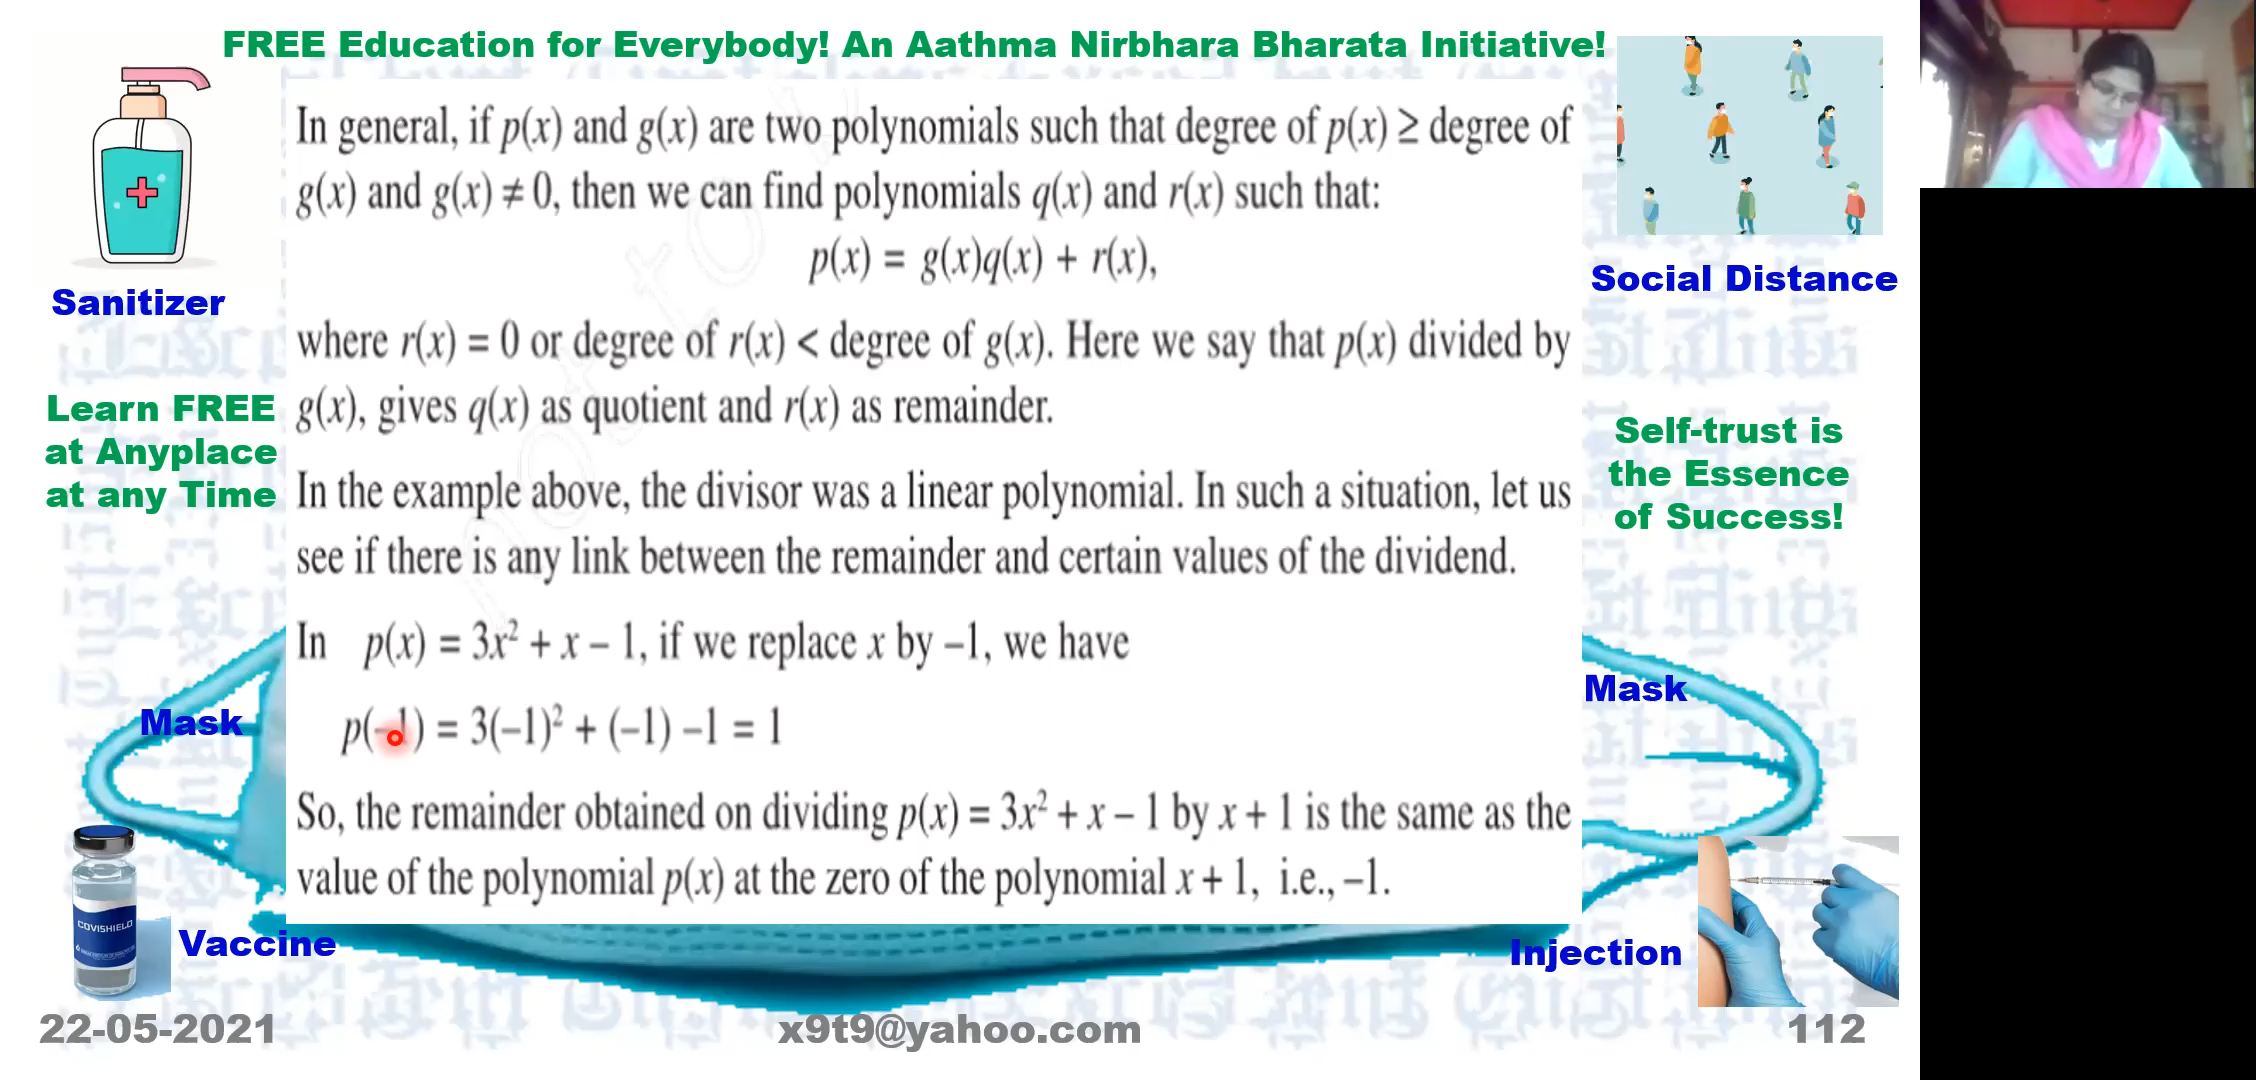 FREE Education for Everybody! An Aathma Nirbhara Bharata Initiative!
In general, if p(x) and g(x) are two polynomials such that degree of p(x) ≥ degree of
g(x) and g(x) ≠ 0, then we can find polynomials q(x) and r(x) such that:
p(x) = g(x)q(x) + r(x),
where r(x) = 0 or degree of r(x) < degree of g(x). Here we say that p(x) divided by
g(x), gives q(x) as quotient and r(x) as remainder.
In the example above, the divisor was a linear polynomial. In such a situation, let us
see if there is any link between the remainder and certain values of the dividend.
In p(x) = 3x² + x – 1, if we replace x by –1, we have
p(–1) = 3(–1)² + (–1) –1 = 1
So, the remainder obtained on dividing p(x) = 3x² + x – 1 by x + 1 is the same as the
value of the polynomial p(x) at the zero of the polynomial x + 1, i.e., –1.
Sanitizer
Learn FREE
at Anyplace
at any Time
Mask
COVISHIELD
Vaccine
Social Distance
Self-trust is
the Essence
of Success!
Mask
Injection
not to
22-05-2021
x9t9@yahoo.com
112